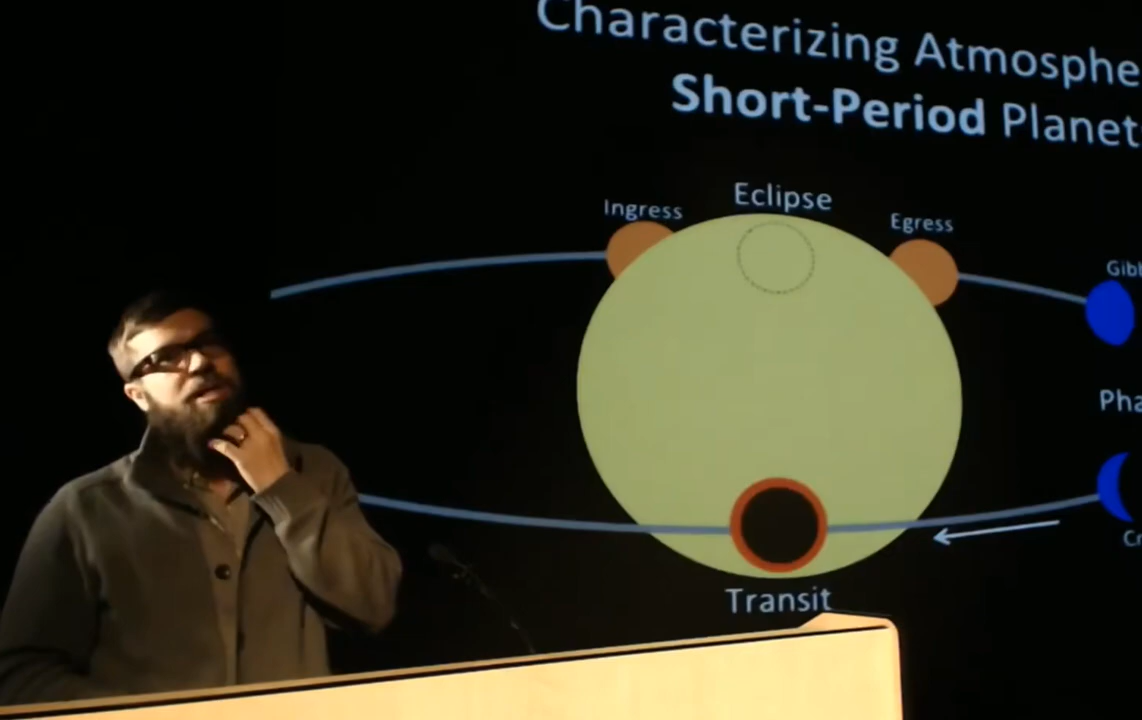 Characterizing Atmosphe
Short-Period Planet
Eclipse
Ingress
Egress
Gibb
Pha
Cr
Transit